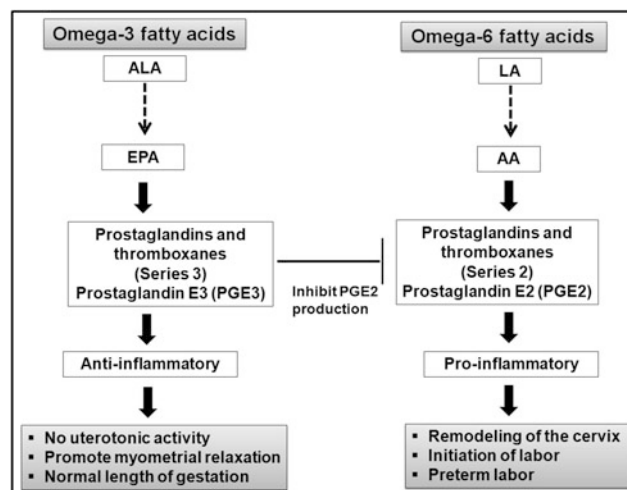 Omega-3 fatty acids
ALA
EPA
Prostaglandins and
thromboxanes
(Series 3)
Prostaglandin E3 (PGE3)
Anti-inflammatory
▪ No uterotonic activity
▪ Promote myometrial relaxation
▪ Normal length of gestation
Inhibit PGE2
production
Omega-6 fatty acids
LA
AA
Prostaglandins and
thromboxanes
(Series 2)
Prostaglandin E2 (PGE2)
Pro-inflammatory
▪ Remodeling of the cervix
▪ Initiation of labor
▪ Preterm labor